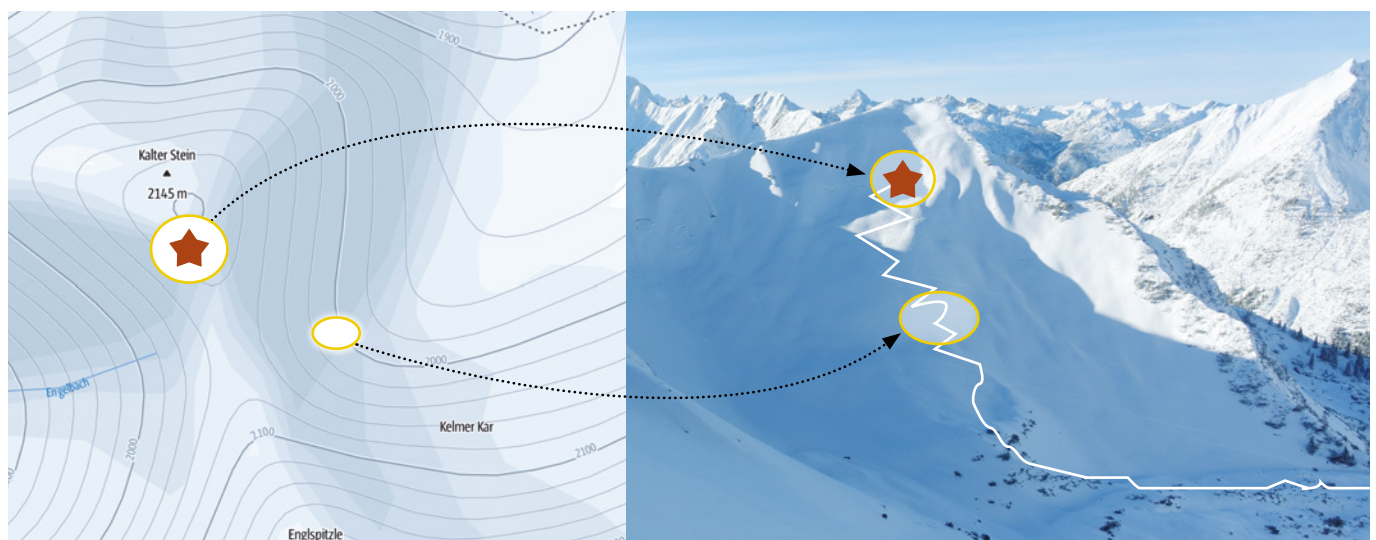 1900
2000
Kalter Stein
2145 m
2000
Engelbach
Kelmer Kar
2100
2000
2100
Englspitzle